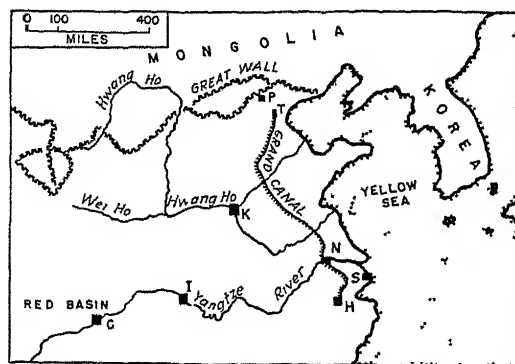 0 100 400
MILES
MONGOLIA
Hwang Ho
GREAT WALL
P
T
KOREA
GRAND CANAL
Wei Ho
Hwang Ho
K
YELLOW SEA
N
S
H
I
Yangtze River
RED BASIN
C